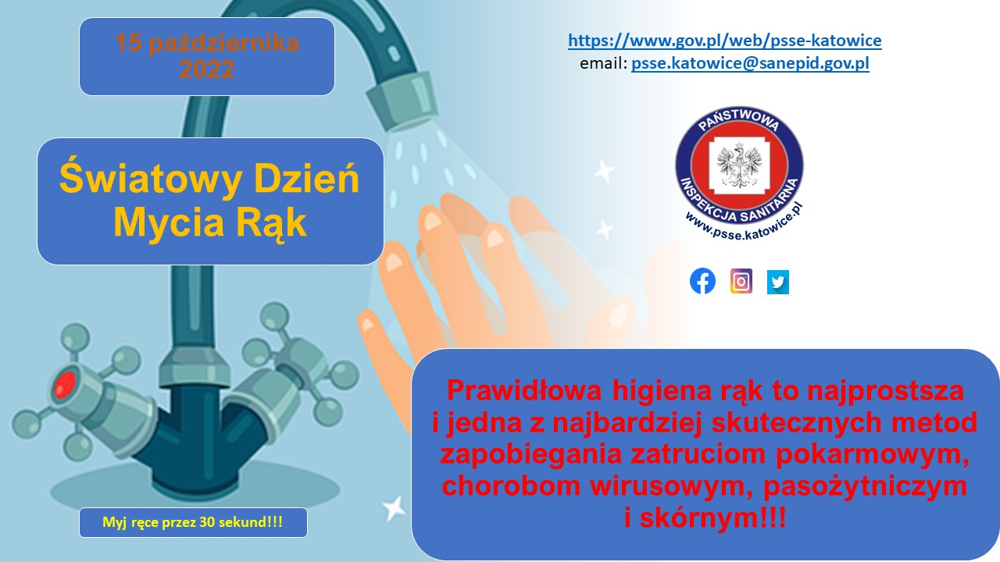 15 października
2022
https://www.gov.pl/web/psse-katowice
email: psse.katowice@sanepid.gov.pl
PAŃSTWOWA
INSPEKCJA SANITARNA
www.psse.katowice.pl
Światowy Dzień
Mycia Rąk
Prawidłowa higiena rąk to najprostsza
i jedna z najbardziej skutecznych metod
zapobiegania zatruciom pokarmowym,
chorobom wirusowym, pasożytniczym
i skórnym!!!
Myj ręce przez 30 sekund!!!